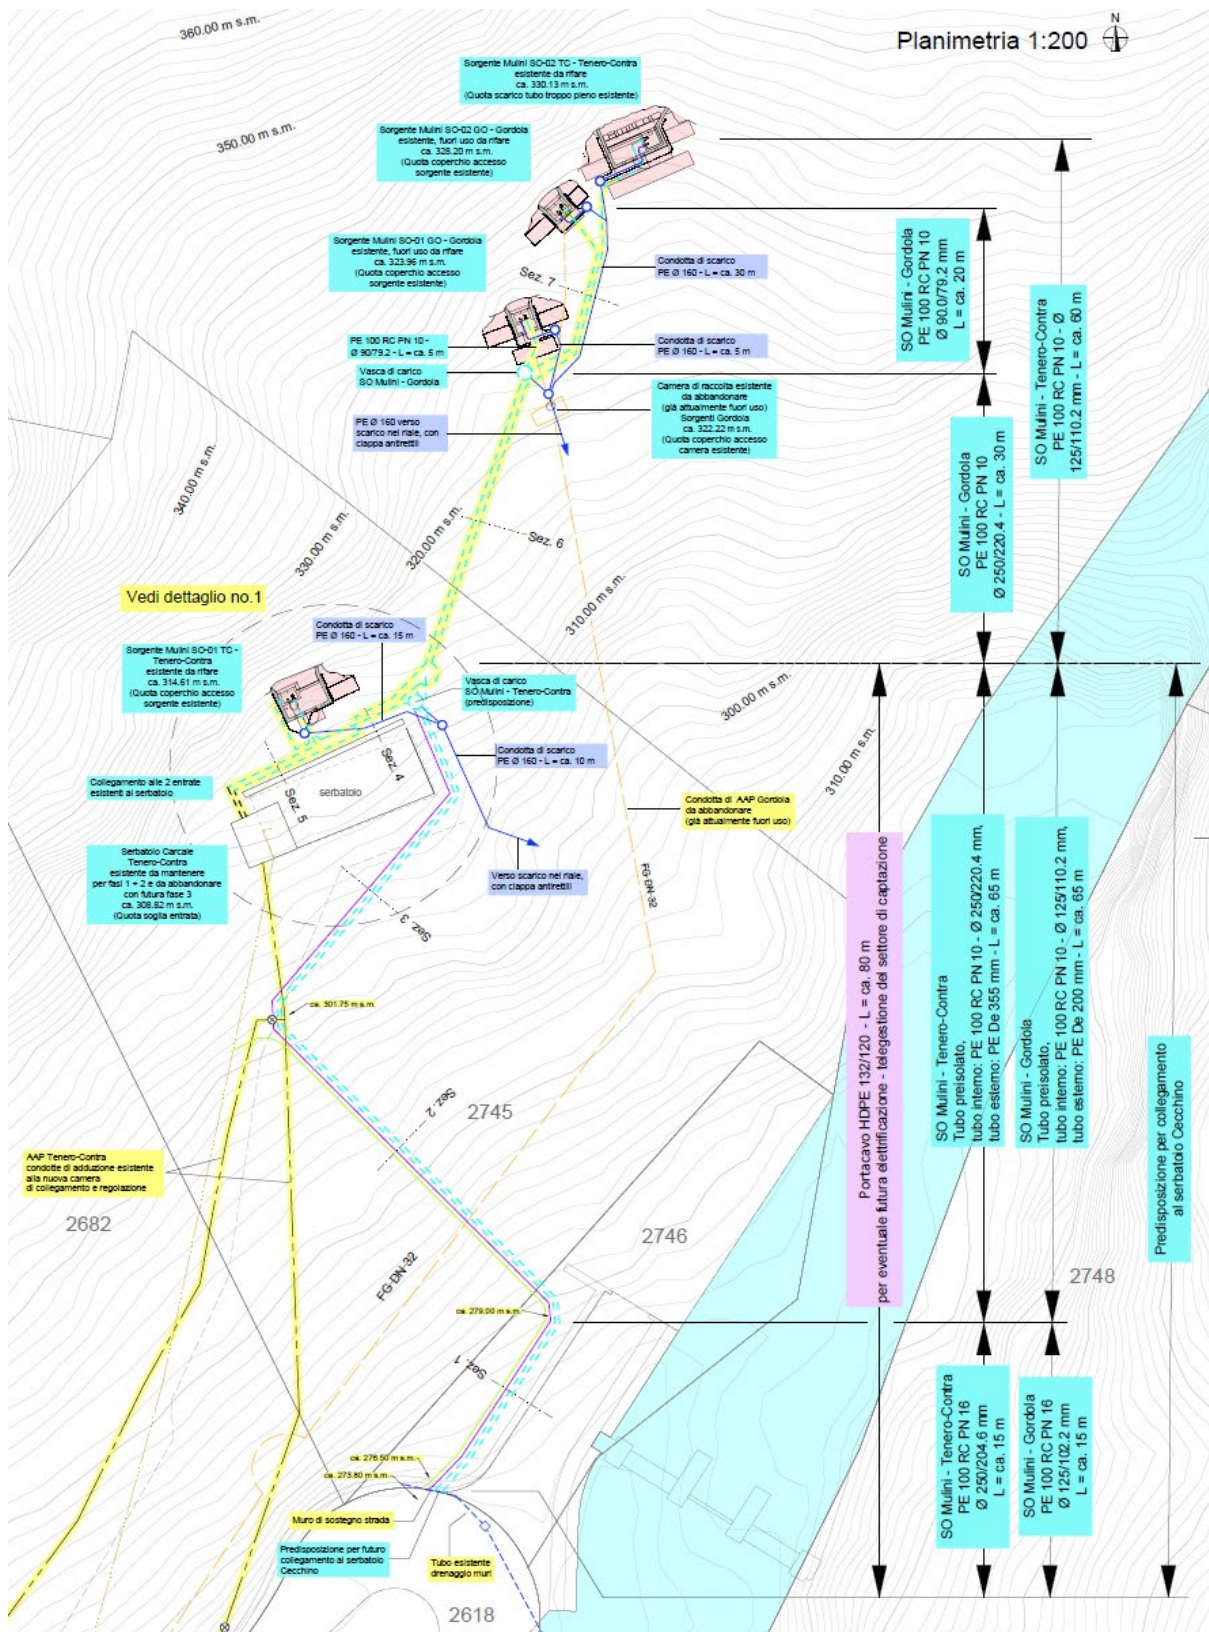 Planimetria 1:200
N
360.00 m s.m.
350.00 m s.m.
Sorgente Mulini SO-02 TC - Tenero-Contra
esistente da rifare
ca. 330.13 m s.m.
(Quota scarico tubo troppo pieno esistente)
Sorgente Mulini SO-02 GO - Gordola
esistente, fuori uso da rifare
ca. 328.20 m s.m.
(Quota coperchio accesso
sorgente esistente)
Sorgente Mulini SO-01 GO - Gordola
esistente, fuori uso da rifare
ca. 323.96 m s.m.
(Quota coperchio accesso
sorgente esistente)
Sez. 7
Condotta di scarico
PE Ø 160 - L = ca. 30 m
PE 100 RC PN 10 -
Ø 90/79.2 - L = ca. 5 m
Condotta di scarico
PE Ø 160 - L = ca. 5 m
Vasca di carico
SO Mulini - Gordola
Camera di raccolta esistente
da abbandonare
(già attualmente fuori uso)
Sorgenti Gordola
ca. 322.22 m s.m.
(Quota coperchio accesso
camera esistente)
PE Ø 160 verso
scarico nel riale, con
clappa antirettili
SO Mulini - Gordola
PE 100 RC PN 10
Ø 90.0/79.2 mm
L = ca. 20 m
SO Mulini - Tenero-Contra
PE 100 RC PN 10 - Ø
125/110.2 mm - L = ca. 60 m
SO Mulini - Gordola
PE 100 RC PN 10
Ø 250/220.4 - L = ca. 30 m
340.00 m s.m.
330.00 m s.m.
320.00 m s.m.
Sez. 6
310.00 m s.m.
Vedi dettaglio no.1
Condotta di scarico
PE Ø 160 - L = ca. 15 m
Sorgente Mulini SO-01 TC -
Tenero-Contra
esistente da rifare
ca. 314.61 m s.m.
(Quota coperchio accesso
sorgente esistente)
Vasca di carico
SO Mulini - Tenero-Contra
(predisposizione)
300.00 m s.m.
310.00 m s.m.
Condotta di scarico
PE Ø 160 - L = ca. 10 m
Sez. 4
Sez. 5
serbatoio
Collegamento alle 2 entrate
esistenti al serbatoio
Condotta di AAP Gordola
da abbandonare
(già attualmente fuori uso)
Serbatoio Carcale
Tenero-Contra
esistente da mantenere
per fasi 1 + 2 e da abbandonare
con futura fase 3
ca. 308.82 m s.m.
(Quota soglia entrata)
Verso scarico nel riale,
con clappa antirettili
FG-DN-32
Sez. 3
ca. 301.75 m s.m.
Portacavo HDPE 132/120 - L = ca. 80 m
per eventuale futura elettrificazione - telegestione del settore di captazione
SO Mulini - Tenero-Contra
Tubo preisolato,
tubo interno: PE 100 RC PN 10 - Ø 250/220.4 mm,
tubo esterno: PE De 355 mm - L = ca. 65 m
SO Mulini - Gordola
Tubo preisolato,
tubo interno: PE 100 RC PN 10 - Ø 125/110.2 mm,
tubo esterno: PE De 200 mm - L = ca. 65 m
Predisposizione per collegamento
al serbatoio Cecchino
Sez. 2
2745
AAP Tenero-Contra
condotte di adduzione esistente
alla nuova camera
di collegamento e regolazione
2682
2746
2748
FG-DN-32
ca. 279.00 m s.m.
Sez. 1
SO Mulini - Tenero-Contra
PE 100 RC PN 16
Ø 250/204.6 mm
L = ca. 15 m
SO Mulini - Gordola
PE 100 RC PN 16
Ø 125/102.2 mm
L = ca. 15 m
ca. 276.50 m s.m.
ca. 273.80 m s.m.
Muro di sostegno strada
Predisposizione per futuro
collegamento al serbatoio
Cecchino
Tubo esistente
drenaggio muri
2618